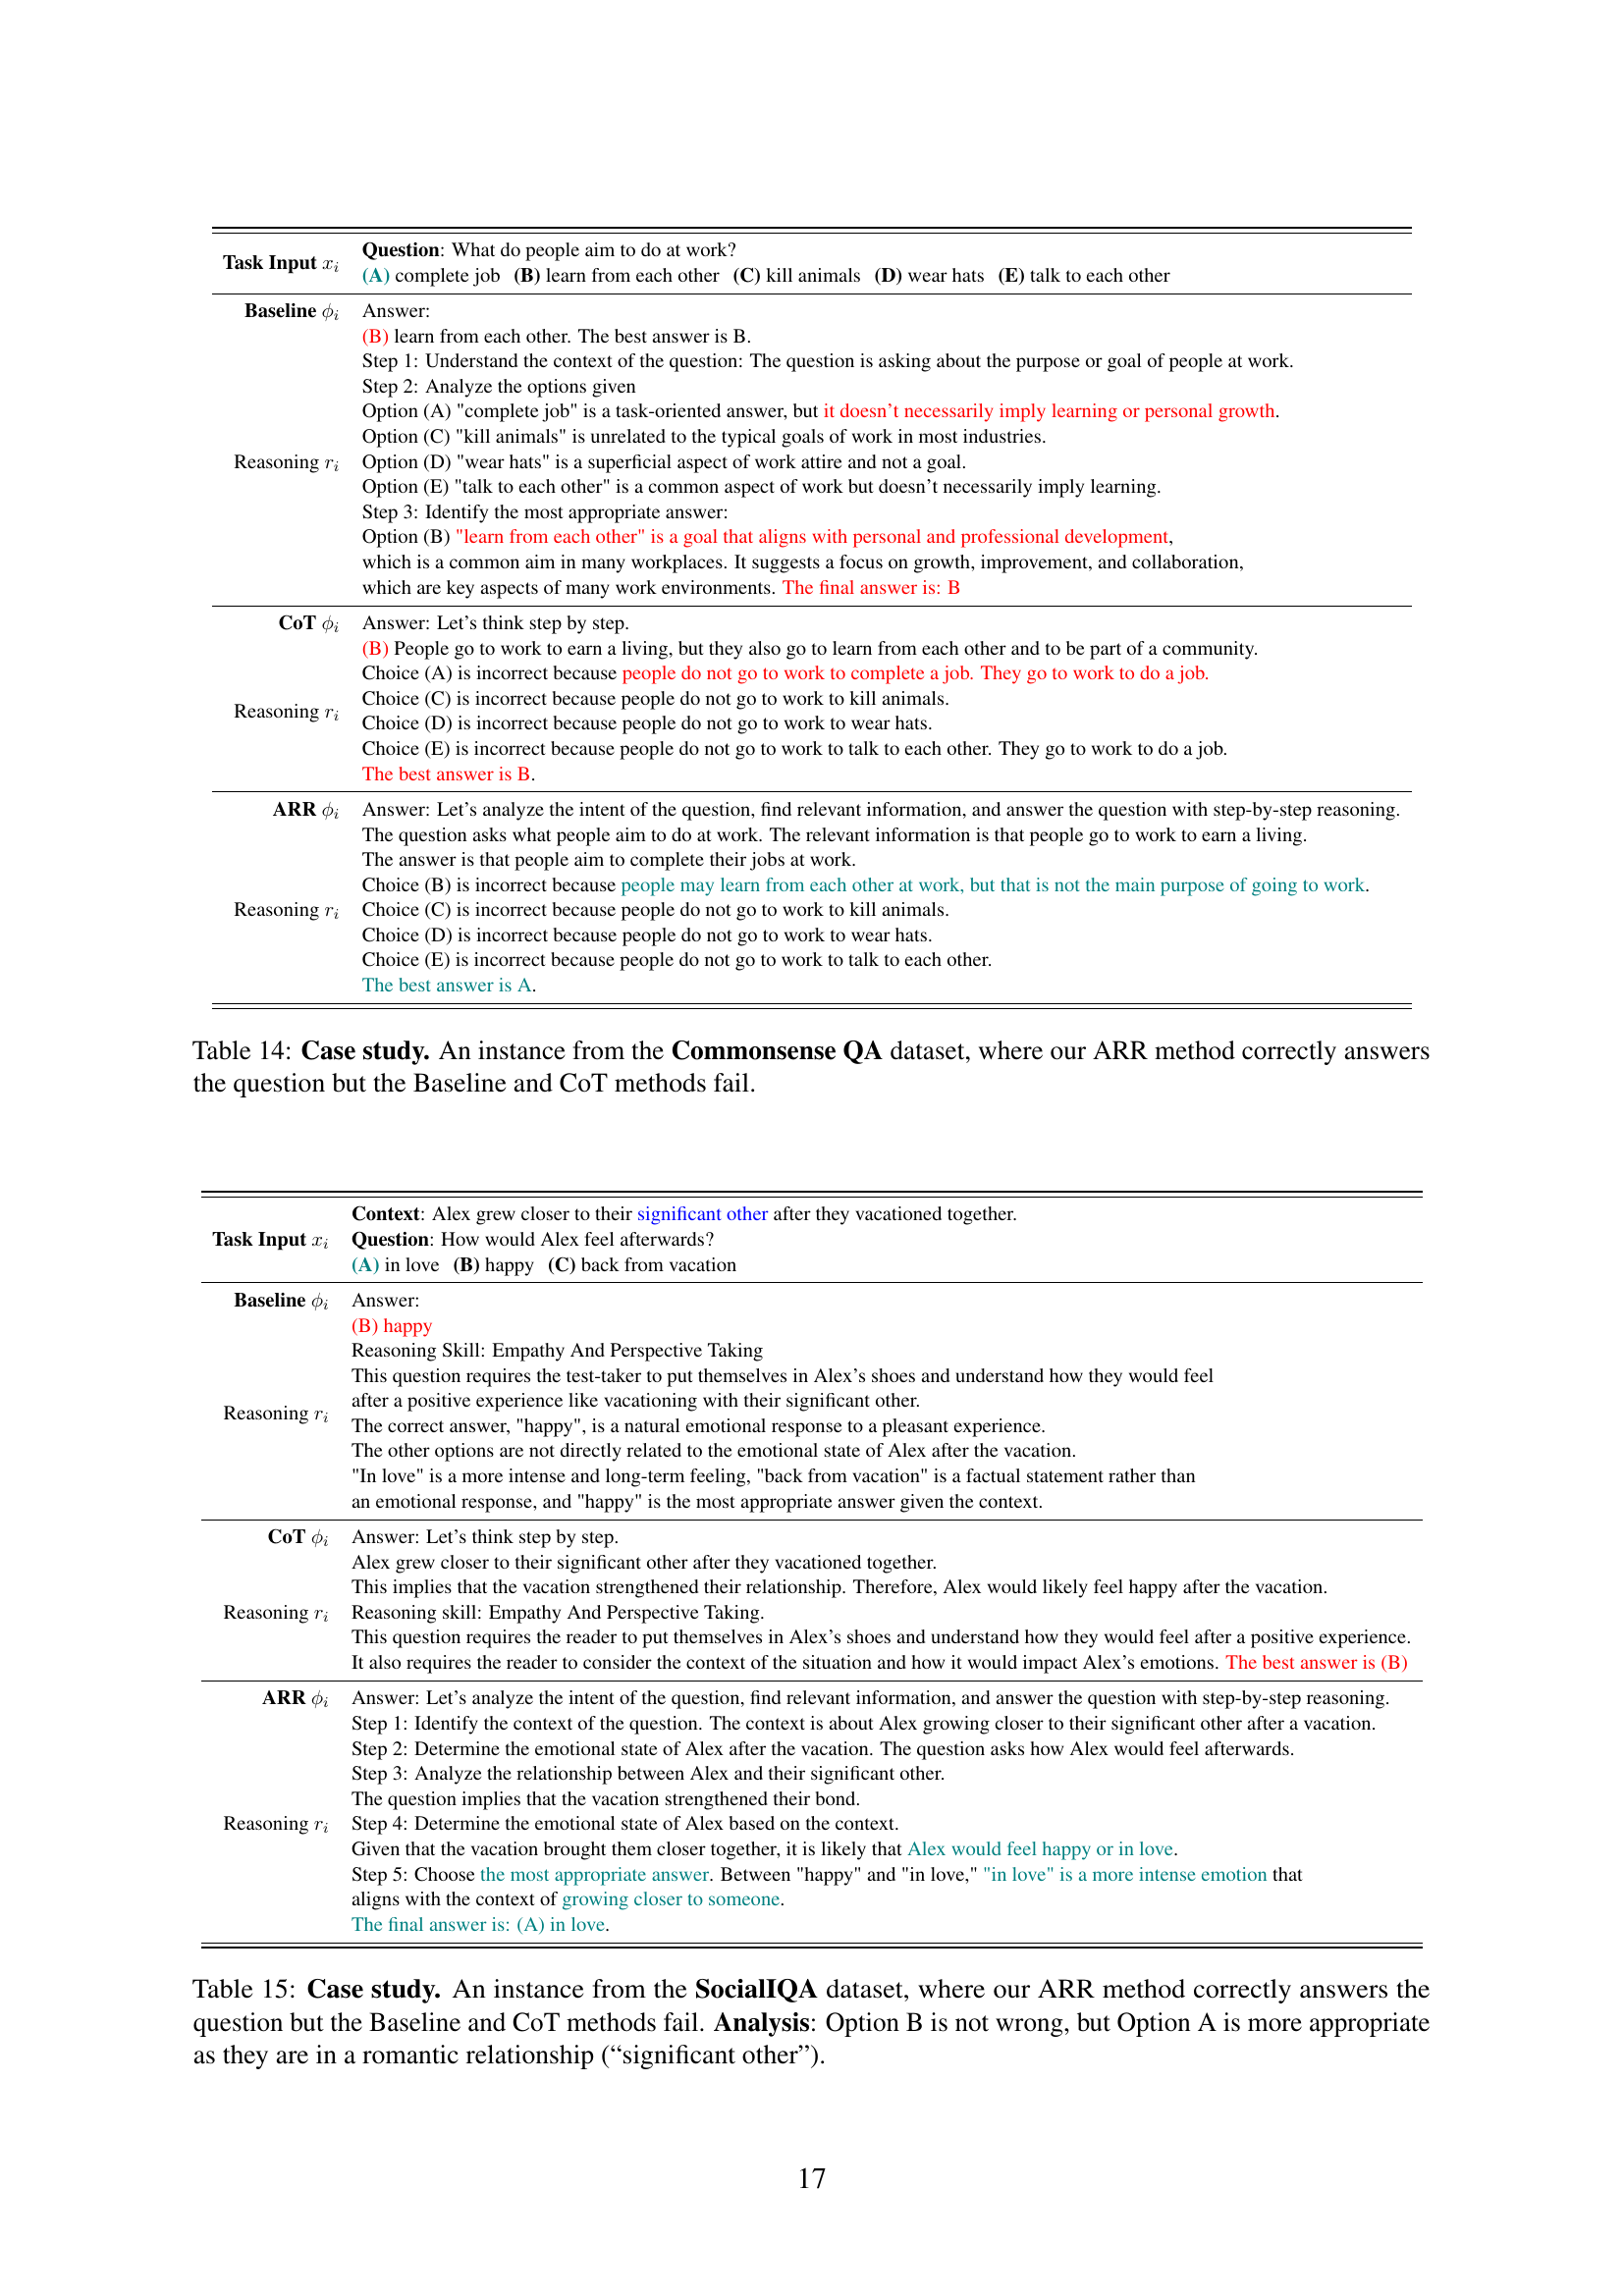 Task Input xi
Question: What do people aim to do at work?
(A) complete job (B) learn from each other (C) kill animals (D) wear hats (E) talk to each other
Baseline ϕi Answer:
(B) learn from each other. The best answer is B.
Step 1: Understand the context of the question: The question is asking about the purpose or goal of people at work.
Step 2: Analyze the options given
Option (A) "complete job" is a task-oriented answer, but it doesn't necessarily imply learning or personal growth.
Option (C) "kill animals" is unrelated to the typical goals of work in most industries.
Reasoning ri Option (D) "wear hats" is a superficial aspect of work attire and not a goal.
Option (E) "talk to each other" is a common aspect of work but doesn't necessarily imply learning.
Step 3: Identify the most appropriate answer:
Option (B) "learn from each other" is a goal that aligns with personal and professional development,
which is a common aim in many workplaces. It suggests a focus on growth, improvement, and collaboration,
which are key aspects of many work environments. The final answer is: B
CoT ϕi Answer: Let's think step by step.
(B) People go to work to earn a living, but they also go to learn from each other and to be part of a community.
Choice (A) is incorrect because people do not go to work to complete a job. They go to work to do a job.
Choice (C) is incorrect because people do not go to work to kill animals.
Reasoning ri
Choice (D) is incorrect because people do not go to work to wear hats.
Choice (E) is incorrect because people do not go to work to talk to each other. They go to work to do a job.
The best answer is B.
ARR ϕi Answer: Let's analyze the intent of the question, find relevant information, and answer the question with step-by-step reasoning.
The question asks what people aim to do at work. The relevant information is that people go to work to earn a living.
The answer is that people aim to complete their jobs at work.
Choice (B) is incorrect because people may learn from each other at work, but that is not the main purpose of going to work.
Reasoning ri Choice (C) is incorrect because people do not go to work to kill animals.
Choice (D) is incorrect because people do not go to work to wear hats.
Choice (E) is incorrect because people do not go to work to talk to each other.
The best answer is A.
Table 14: Case study. An instance from the Commonsense QA dataset, where our ARR method correctly answers
the question but the Baseline and CoT methods fail.
Context: Alex grew closer to their significant other after they vacationed together.
Task Input xi Question: How would Alex feel afterwards?
(A) in love (B) happy (C) back from vacation
Baseline ϕi Answer:
(B) happy
Reasoning Skill: Empathy And Perspective Taking
This question requires the test-taker to put themselves in Alex's shoes and understand how they would feel
after a positive experience like vacationing with their significant other.
Reasoning ri
The correct answer, "happy", is a natural emotional response to a pleasant experience.
The other options are not directly related to the emotional state of Alex after the vacation.
"In love" is a more intense and long-term feeling, "back from vacation" is a factual statement rather than
an emotional response, and "happy" is the most appropriate answer given the context.
CoT ϕi Answer: Let's think step by step.
Alex grew closer to their significant other after they vacationed together.
This implies that the vacation strengthened their relationship. Therefore, Alex would likely feel happy after the vacation.
Reasoning ri Reasoning skill: Empathy And Perspective Taking.
This question requires the reader to put themselves in Alex's shoes and understand how they would feel after a positive experience.
It also requires the reader to consider the context of the situation and how it would impact Alex's emotions. The best answer is (B)
ARR ϕi Answer: Let's analyze the intent of the question, find relevant information, and answer the question with step-by-step reasoning.
Step 1: Identify the context of the question. The context is about Alex growing closer to their significant other after a vacation.
Step 2: Determine the emotional state of Alex after the vacation. The question asks how Alex would feel afterwards.
Step 3: Analyze the relationship between Alex and their significant other.
The question implies that the vacation strengthened their bond.
Reasoning ri Step 4: Determine the emotional state of Alex based on the context.
Given that the vacation brought them closer together, it is likely that Alex would feel happy or in love.
Step 5: Choose the most appropriate answer. Between "happy" and "in love," "in love" is a more intense emotion that
aligns with the context of growing closer to someone.
The final answer is: (A) in love.
Table 15: Case study. An instance from the SocialIQA dataset, where our ARR method correctly answers the
question but the Baseline and CoT methods fail. Analysis: Option B is not wrong, but Option A is more appropriate
as they are in a romantic relationship (“significant other”).
17